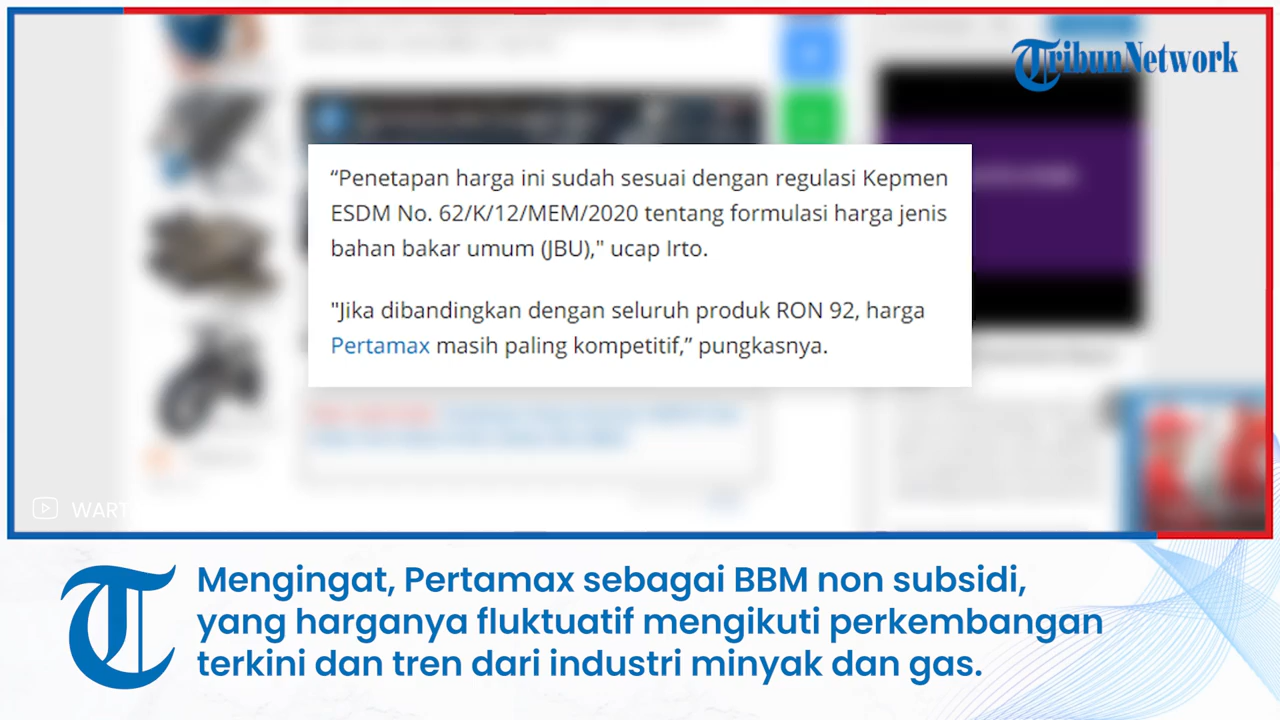 TribunNetwork
“Penetapan harga ini sudah sesuai dengan regulasi Kepmen
ESDM No. 62/K/12/MEM/2020 tentang formulasi harga jenis
bahan bakar umum (JBU)," ucap Irto.
"Jika dibandingkan dengan seluruh produk RON 92, harga
Pertamax masih paling kompetitif,” pungkasnya.
WART
Mengingat, Pertamax sebagai BBM non subsidi,
yang harganya fluktuatif mengikuti perkembangan
terkini dan tren dari industri minyak dan gas.